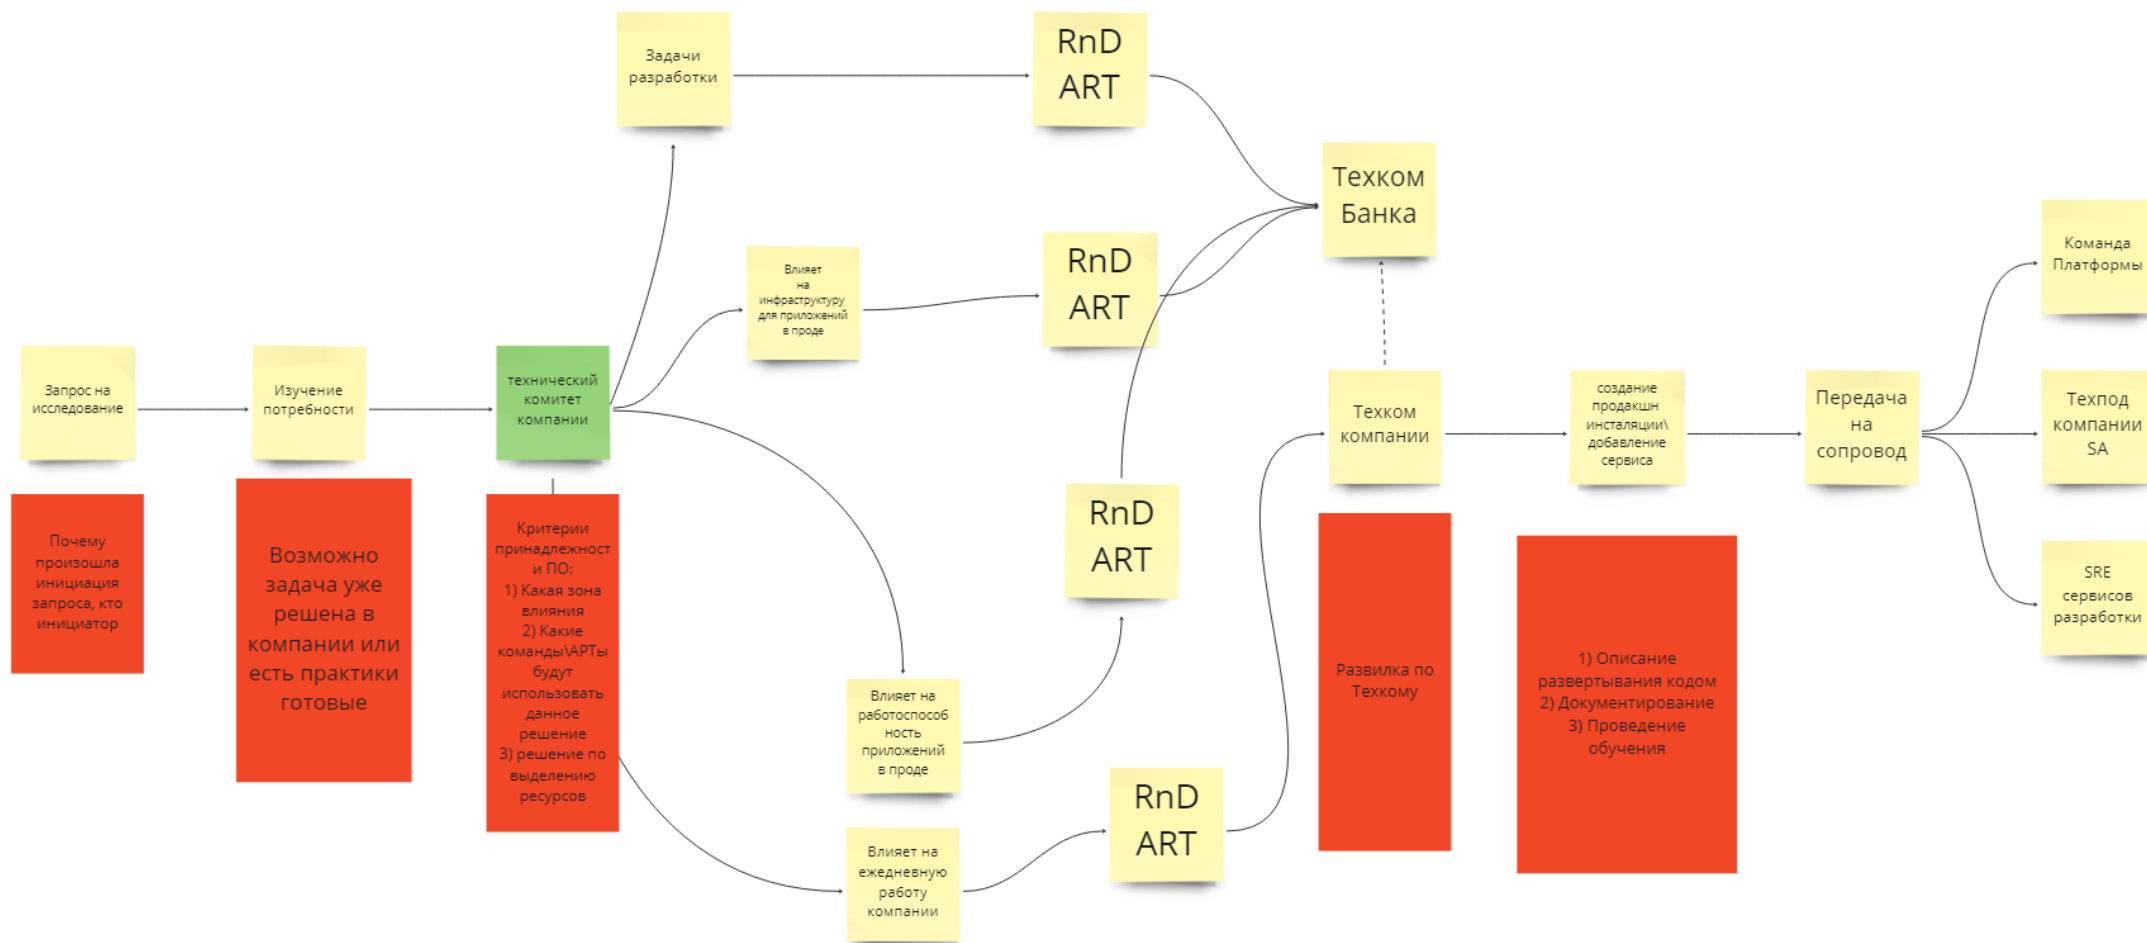 Задачи
разработки
RnD
ART
Техком
Банка
Влияет
на
инфраструктуру
для приложений
в проде
RnD
ART
Команда
Платформы
Запрос на
исследование
Изучение
потребности
технический
комитет
компании
Техком
компании
создание
продакшн
инсталяции\
добавление
сервиса
Передача
на
сопровод
Техпод
компании
SA
RnD
ART
SRE
сервисов
разработки
Почему
произошла
инициация
запроса, кто
инициатор
Возможно
задача уже
решена в
компании или
есть практики
готовые
Критерии
принадлежност
и ПО:
1) Какая зона
влияния
2) Какие
команды\АРТы
будут
использовать
данное
решение
3) решение по
выделению
ресурсов
Влияет на
работоспособ
ность
приложений
в проде
Развилка по
Техкому
1) Описание
развертывания кодом
2) Документирование
3) Проведение
обучения
RnD
ART
Влияет на
ежедневную
работу
компании